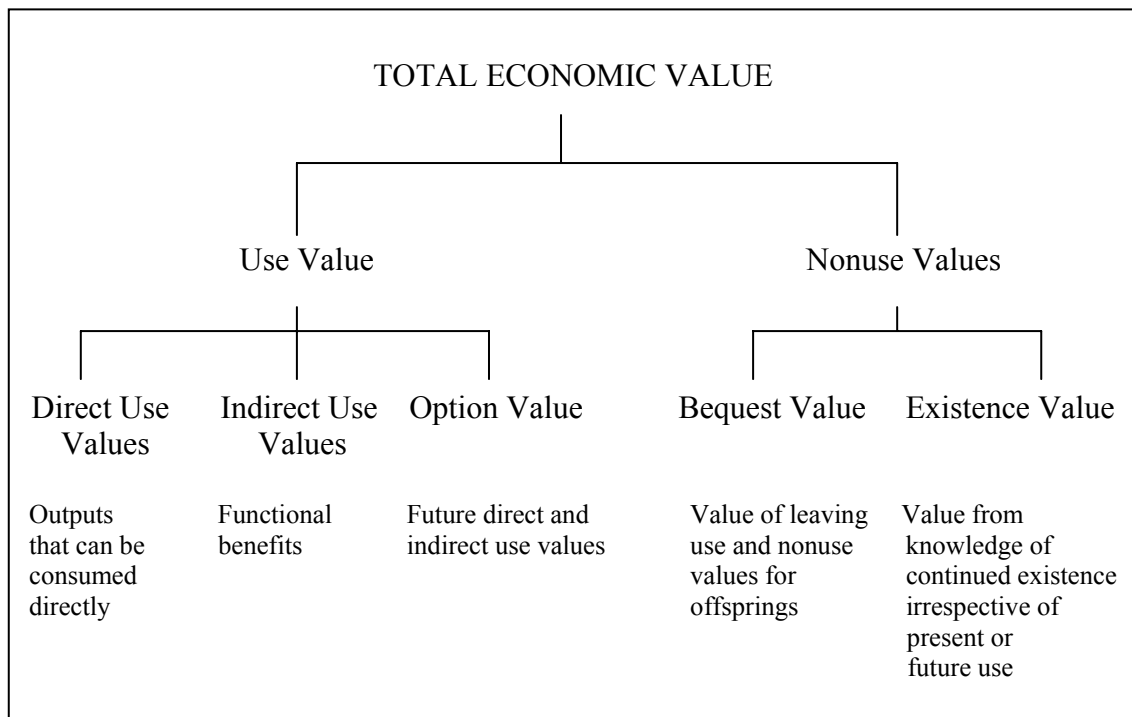 TOTAL ECONOMIC VALUE
Use Value
Nonuse Values
Direct Use
Values
Indirect Use
Values
Option Value
Bequest Value
Existence Value
Outputs
that can be
consumed
directly
Functional
benefits
Future direct and
indirect use values
Value of leaving
use and nonuse
values for
offsprings
Value from
knowledge of
continued existence
irrespective of
present or
future use